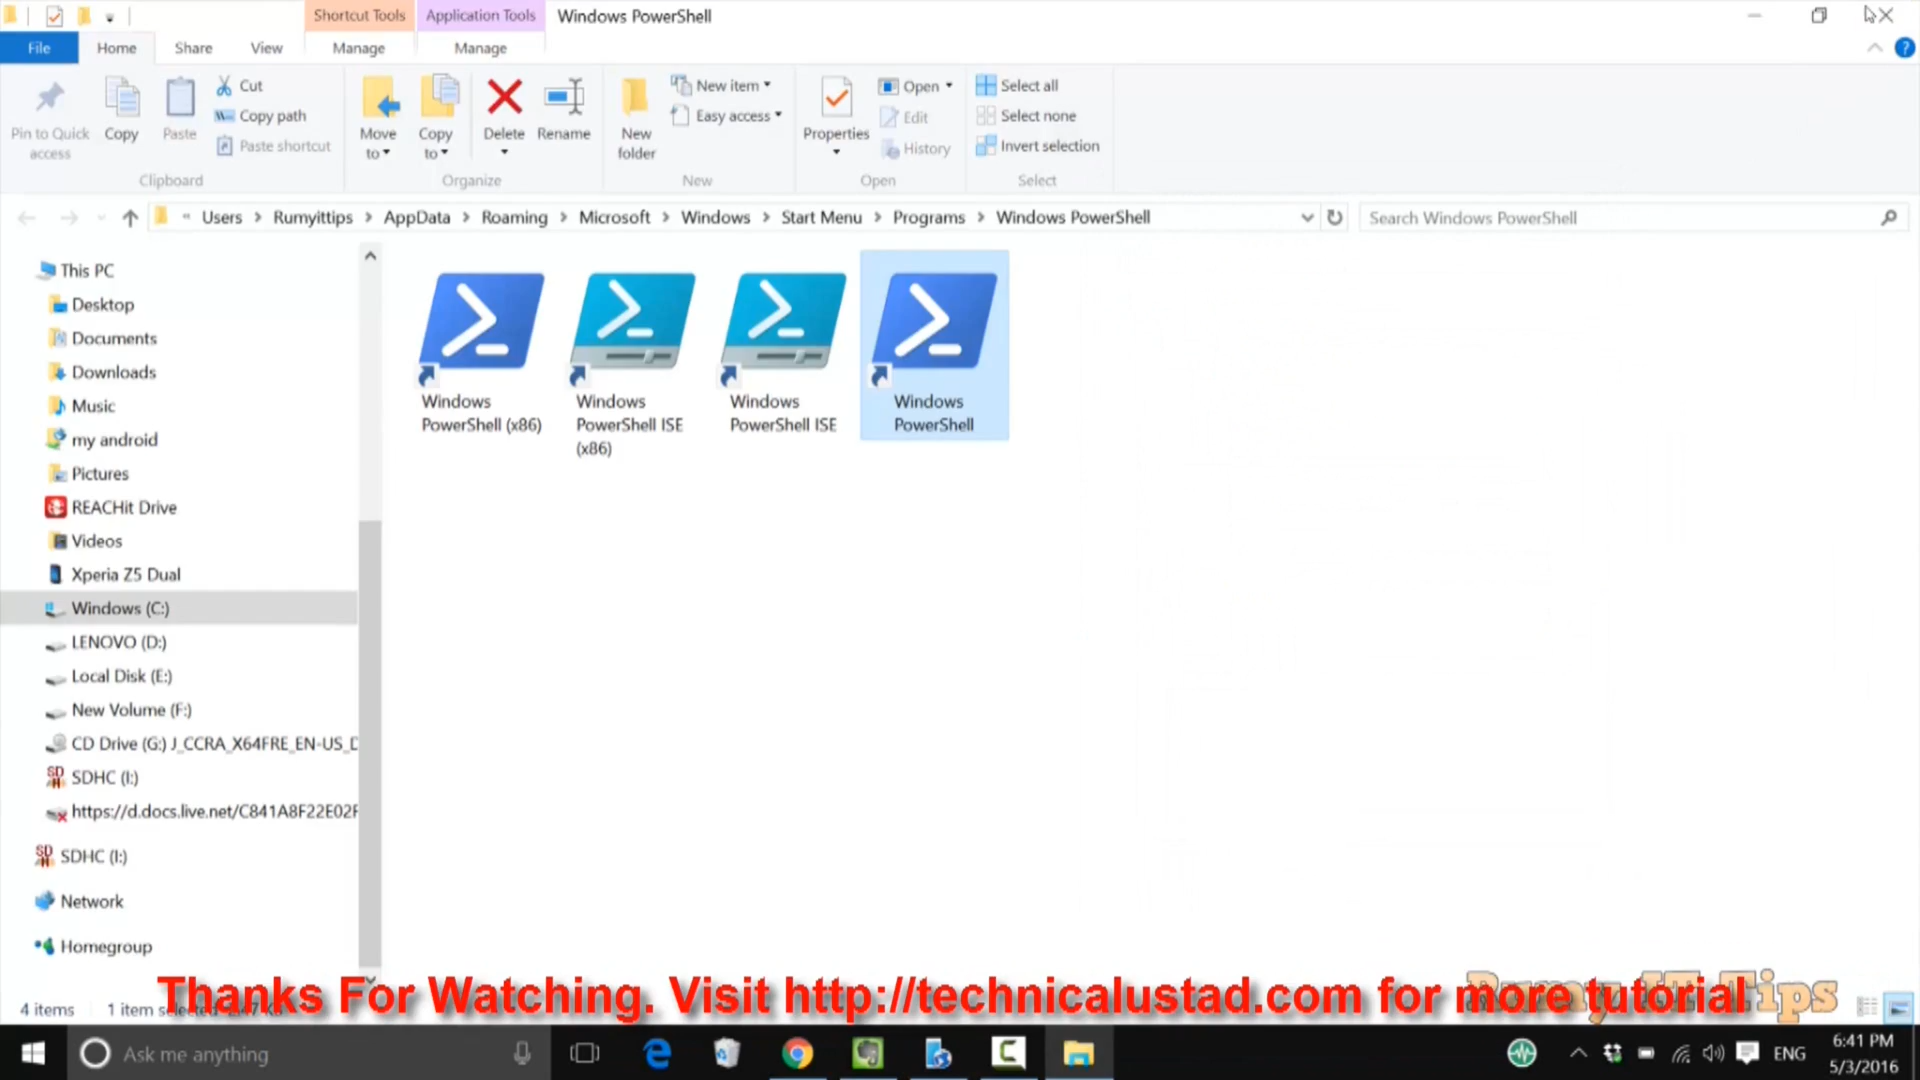 Shortcut Tools
Application Tools
Windows PowerShell
File
Home
Share
View
Manage
Manage
?
Pin to Quick access
Copy
Paste
Cut
Copy path
Paste shortcut
Clipboard
Move to
Copy to
Delete
Rename
Organize
New folder
New item
Easy access
New
Properties
Open
Edit
History
Open
Select all
Select none
Invert selection
Select
« Users > Rumyittips > AppData > Roaming > Microsoft > Windows > Start Menu > Programs > Windows PowerShell
Search Windows PowerShell
This PC
Desktop
Documents
Downloads
Music
my android
Pictures
REACHit Drive
Videos
Xperia Z5 Dual
Windows (C:)
LENOVO (D:)
Local Disk (E:)
New Volume (F:)
CD Drive (G:) J_CCRA_X64FRE_EN-US_D
SDHC (I:)
https://d.docs.live.net/C841A8F22E02F
SDHC (I:)
Network
Homegroup
Windows
PowerShell (x86)
Windows
PowerShell ISE
(x86)
Windows
PowerShell ISE
Windows
PowerShell
Thanks For Watching. Visit http://technicalustad.com for more tutorial
Rumy IT Tips
4 items
1 item selected
Ask me anything
ENG
6:41 PM
5/3/2016